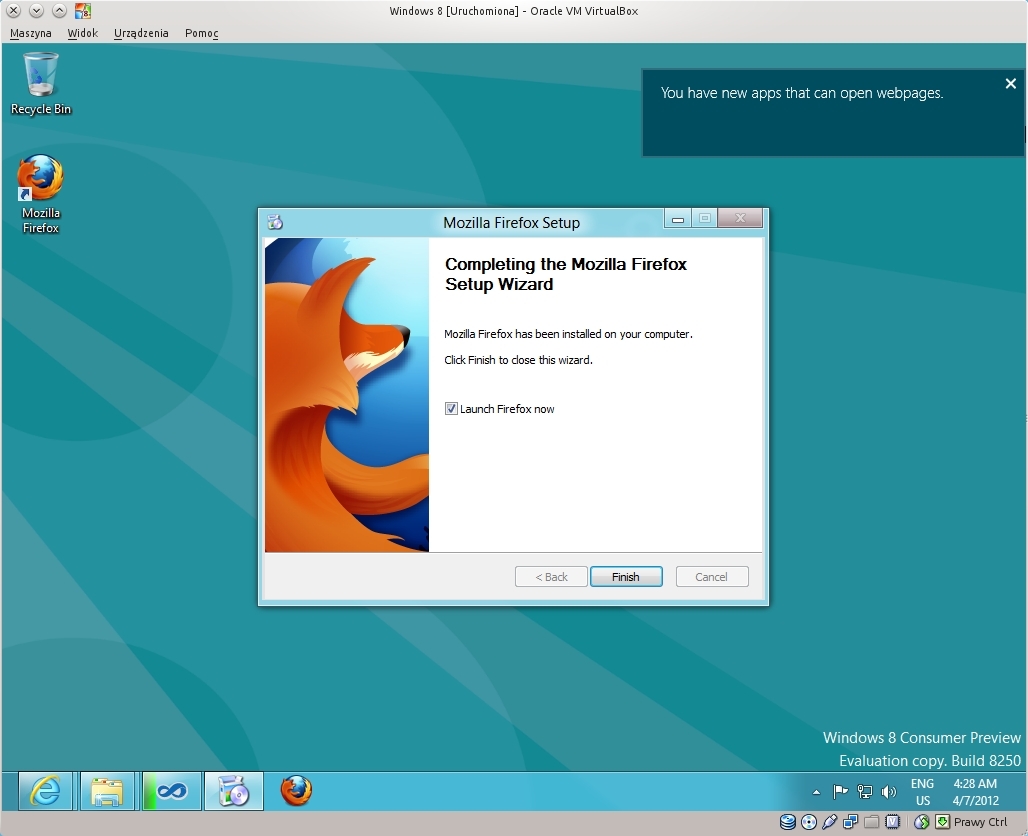 Windows 8 [Uruchomiona] - Oracle VM VirtualBox
Maszyna Widok Urządzenia Pomoc
Recycle Bin
You have new apps that can open webpages.
Mozilla
Firefox
Mozilla Firefox Setup
Completing the Mozilla Firefox
Setup Wizard
Mozilla Firefox has been installed on your computer.
Click Finish to close this wizard.
Launch Firefox now
< Back Finish Cancel
Windows 8 Consumer Preview
Evaluation copy. Build 8250
ENG 4:28 AM
US 4/7/2012
Prawy Ctrl